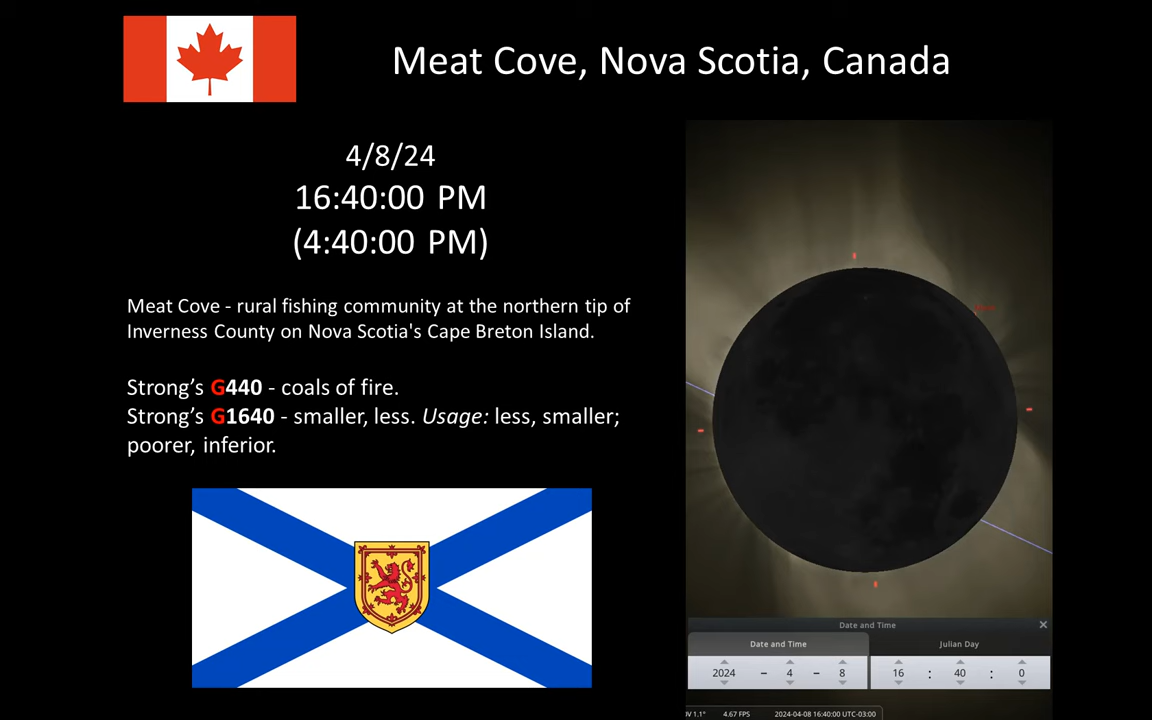 Meat Cove, Nova Scotia, Canada
4/8/24
16:40:00 PM
(4:40:00 PM)
Meat Cove - rural fishing community at the northern tip of
Inverness County on Nova Scotia's Cape Breton Island.
Strong's G440 - coals of fire.
Strong's G1640 - smaller, less. Usage: less, smaller;
poorer, inferior.
Date and Time
Date and Time
Julian Day
2024 – 4 – 8
16 : 40 : 0
OV 1.1° 4.67 FPS 2024-04-08 16:40:00 UTC-03:00